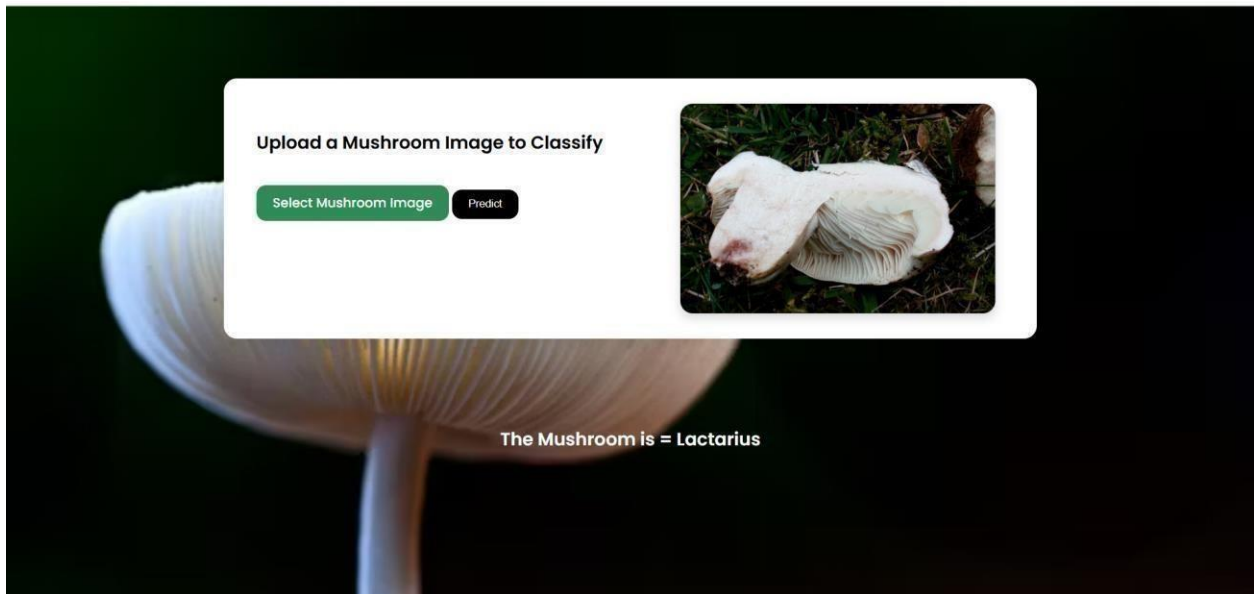 Upload a Mushroom Image to Classify
Select Mushroom Image Predict
The Mushroom is = Lactarius